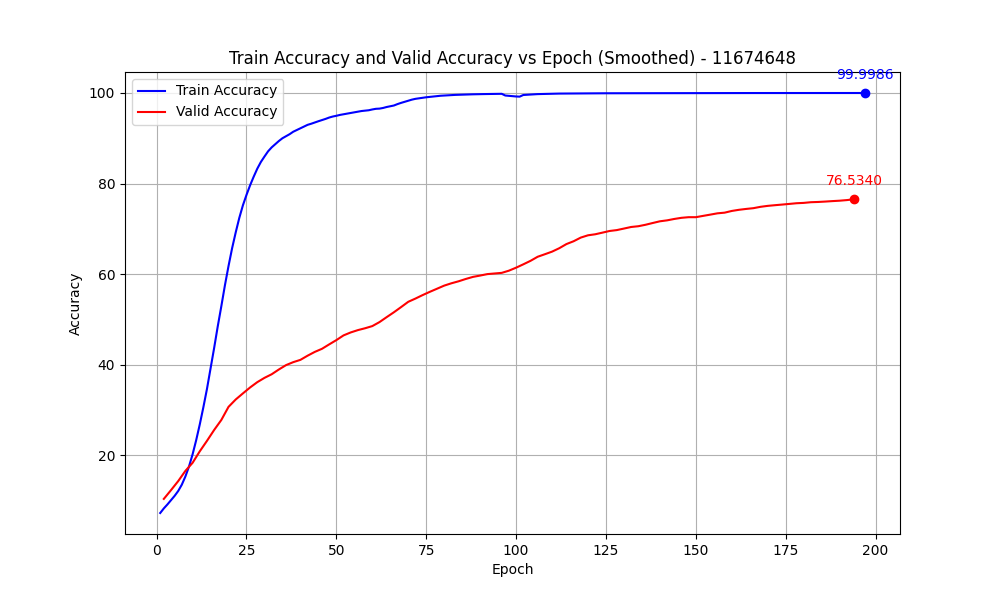 Train Accuracy and Valid Accuracy vs Epoch (Smoothed) - 11674648
99.9986
Train Accuracy
Valid Accuracy
76.5340
100
80
60
40
20
Accuracy
0 25 50 75 100 125 150 175 200
Epoch